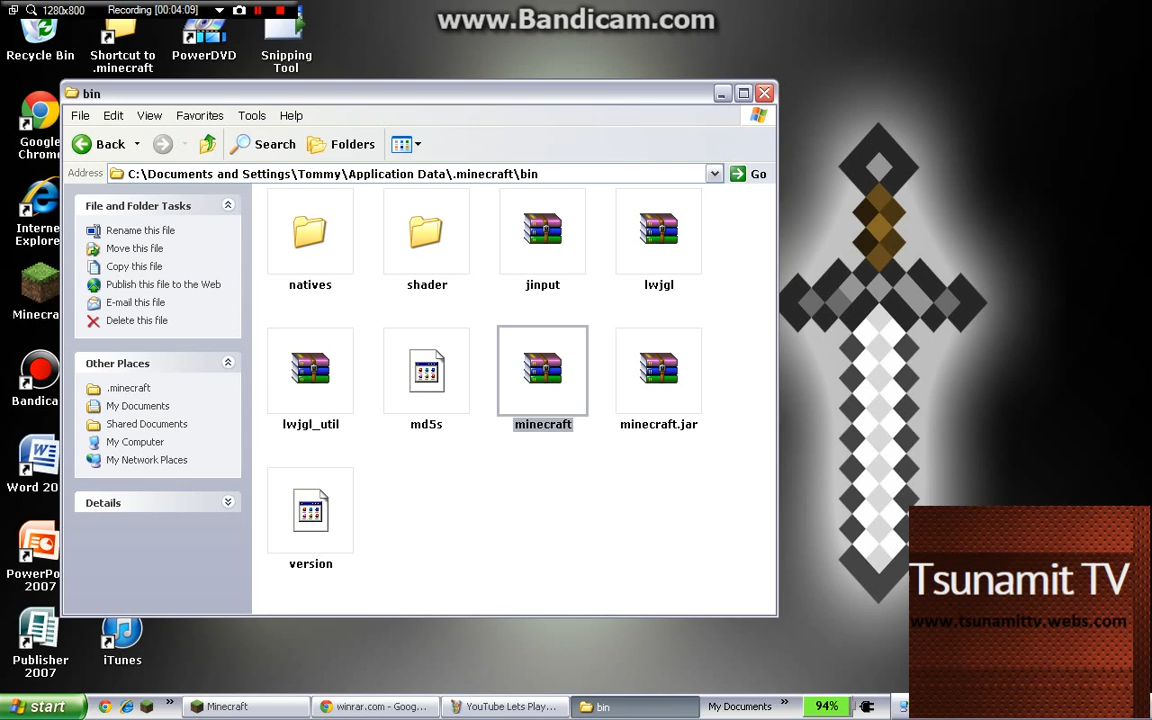 1280x800
Recording [00:04:09]
www.Bandicam.com
Recycle Bin
Shortcut to
.minecraft
PowerDVD
Snipping
Tool
Google
Chrom
Intern
Explore
Minecra
Bandica
Word 20
PowerPo
2007
Publisher
2007
iTunes
bin
File Edit View Favorites Tools Help
Back Search Folders
Address C:\Documents and Settings\Tommy\Application Data\.minecraft\bin Go
File and Folder Tasks
Rename this file
Move this file
Copy this file
Publish this file to the Web
E-mail this file
Delete this file
Other Places
.minecraft
My Documents
Shared Documents
My Computer
My Network Places
Details
natives shader jinput lwjgl
lwjgl_util md5s minecraft minecraft.jar
version
Tsunamit TV
www.tsunamittv.webs.com
start Minecraft winrar.com - Goog... YouTube Lets Play... bin My Documents 94%